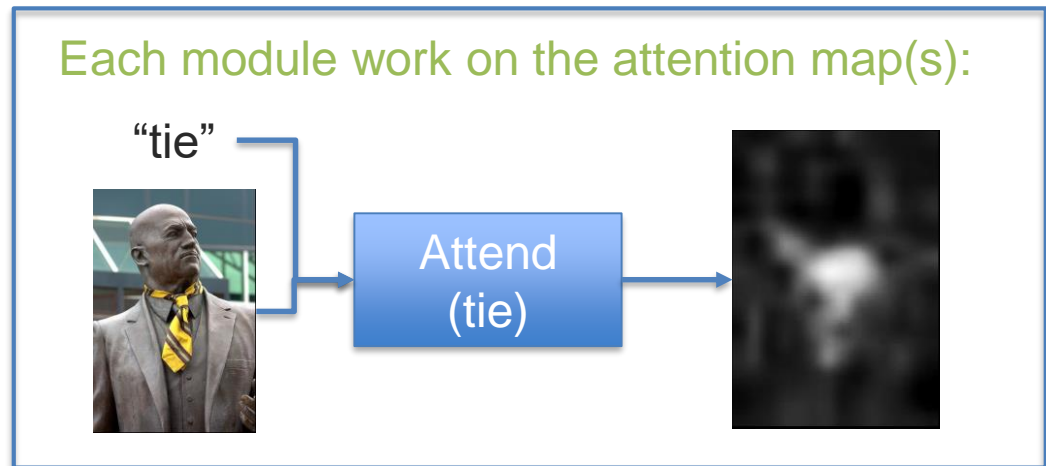 Each module work on the attention map(s):
“tie”
Attend
(tie)